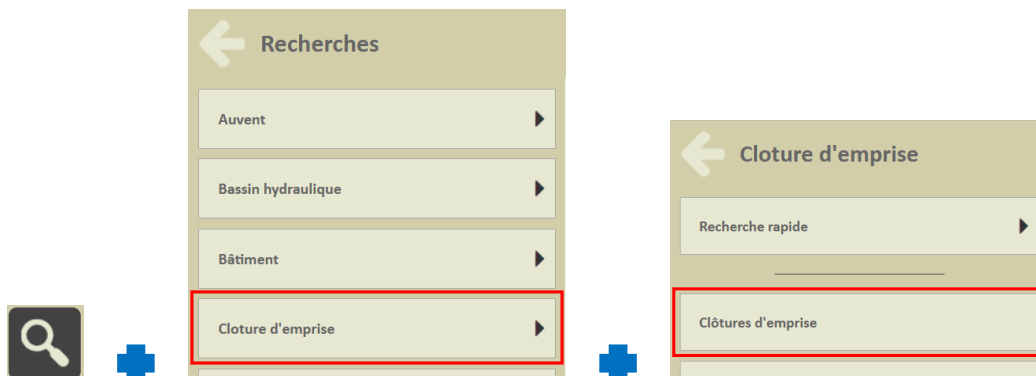 Recherches
Auvent
Bassin hydraulique
Bâtiment
Cloture d'emprise
Cloture d'emprise
Recherche rapide
Clôtures d'emprise